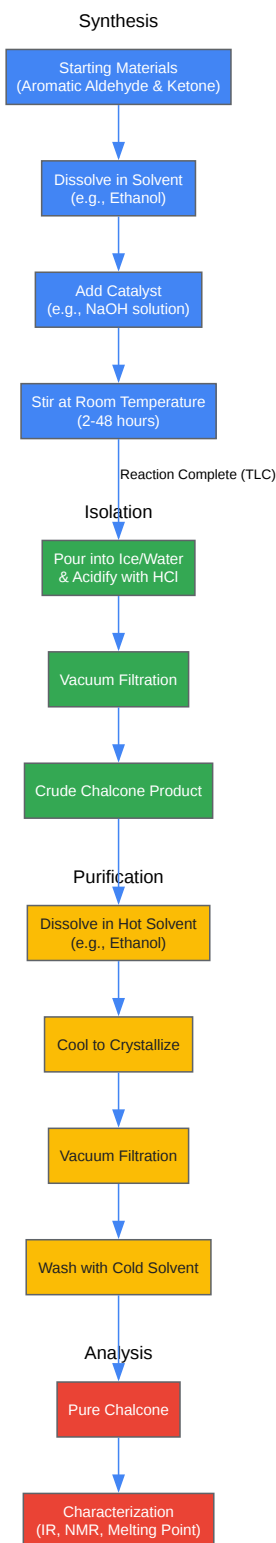 Synthesis
Starting Materials
(Aromatic Aldehyde & Ketone)
Dissolve in Solvent
(e.g., Ethanol)
Add Catalyst
(e.g., NaOH solution)
Stir at Room Temperature
(2-48 hours)
Reaction Complete (TLC)
Isolation
Pour into Ice/Water
& Acidify with HCl
Vacuum Filtration
Crude Chalcone Product
Purification
Dissolve in Hot Solvent
(e.g., Ethanol)
Cool to Crystallize
Vacuum Filtration
Wash with Cold Solvent
Analysis
Pure Chalcone
Characterization
(IR, NMR, Melting Point)